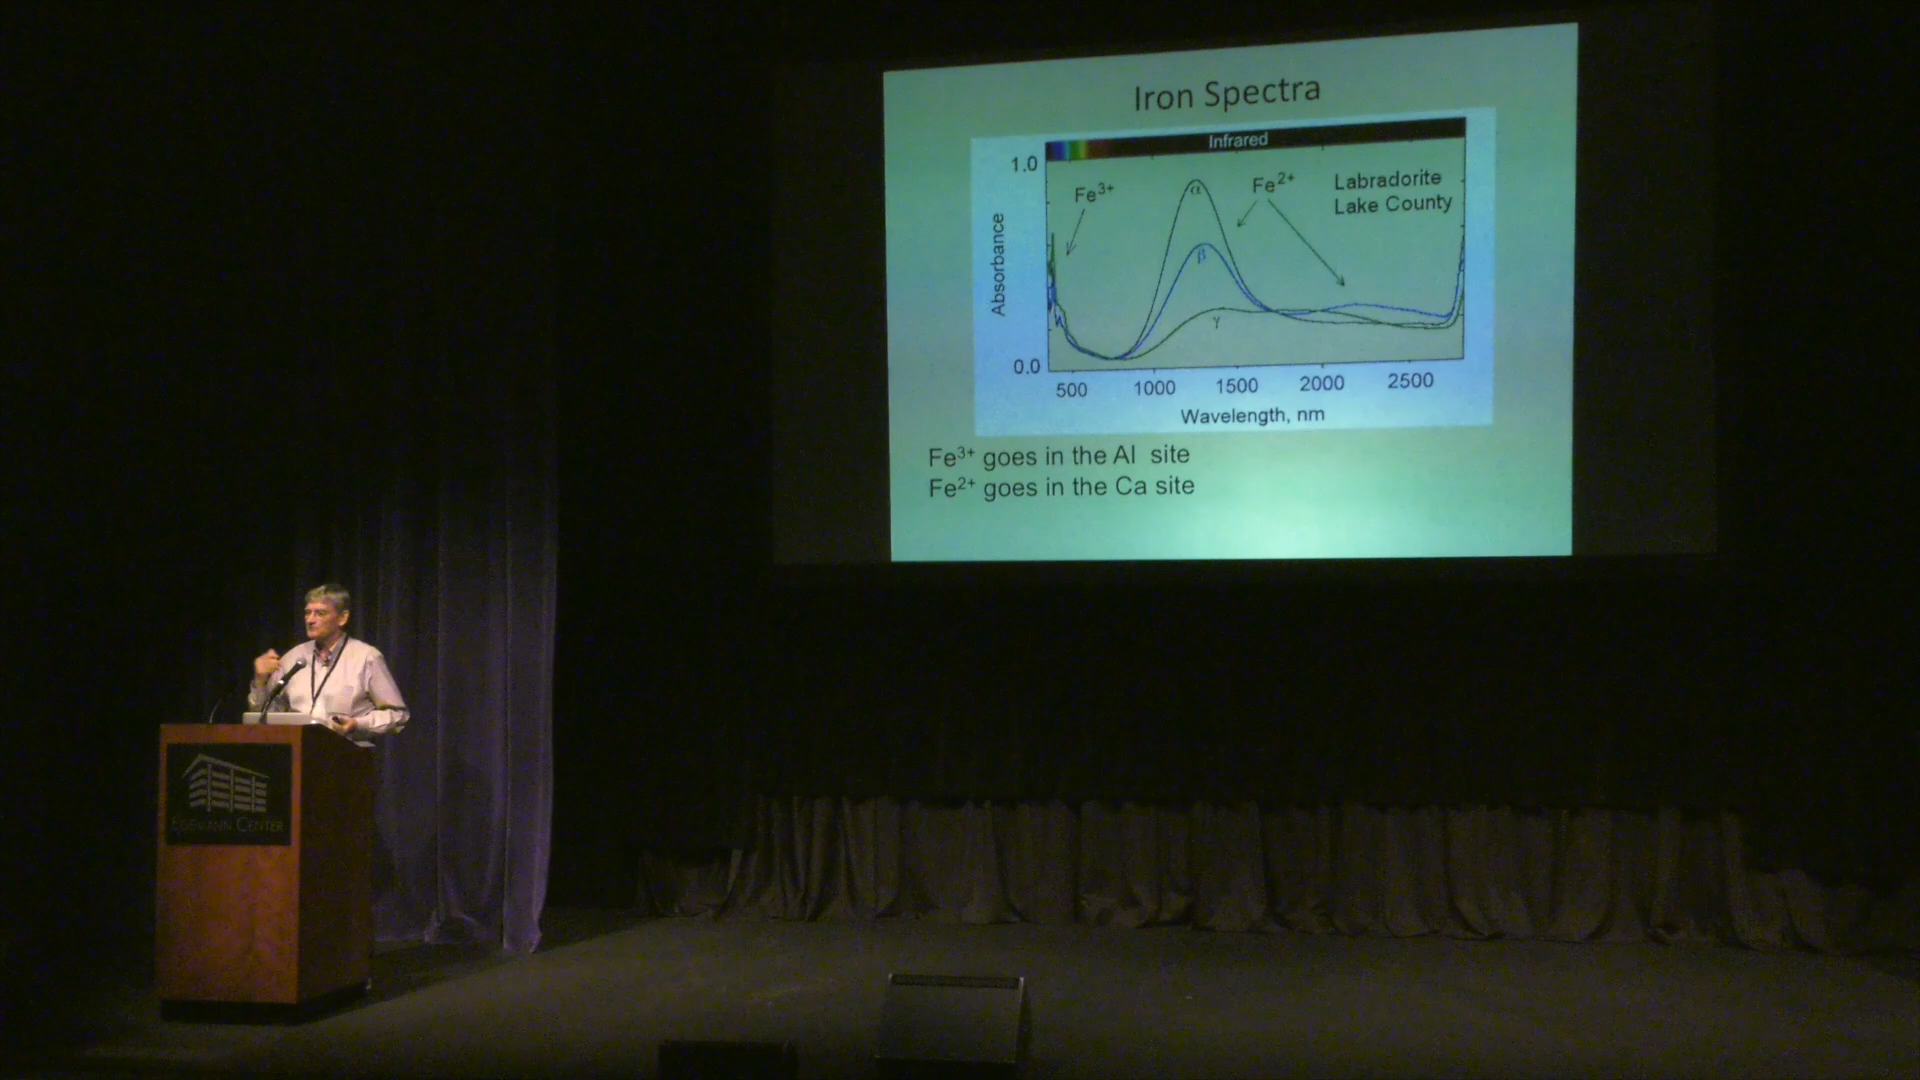 Iron Spectra
Infrared
1.0
Fe³⁺
α
Fe²⁺
Labradorite
Lake County
Absorbance
β
γ
0.0
500 1000 1500 2000 2500
Wavelength, nm
Fe³⁺ goes in the Al site
Fe²⁺ goes in the Ca site
EISEMANN CENTER